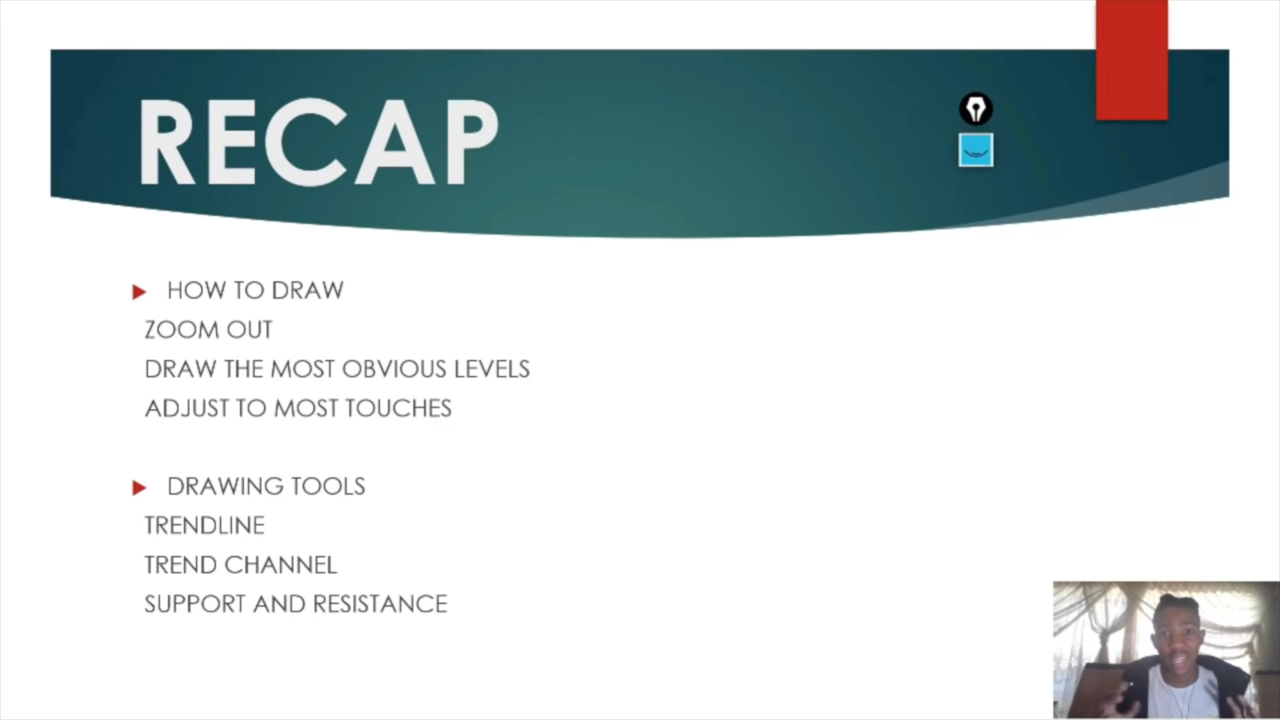 RECAP
HOW TO DRAW
ZOOM OUT
DRAW THE MOST OBVIOUS LEVELS
ADJUST TO MOST TOUCHES
DRAWING TOOLS
TRENDLINE
TREND CHANNEL
SUPPORT AND RESISTANCE